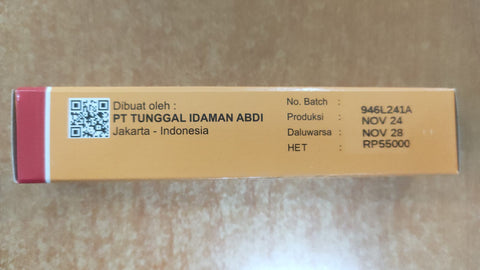 Dibuat oleh :
PT TUNGGAL IDAMAN ABDI
Jakarta - Indonesia
No. Batch : 946L241A
Produksi : NOV 24
Daluwarsa : NOV 28
HET : RP55000